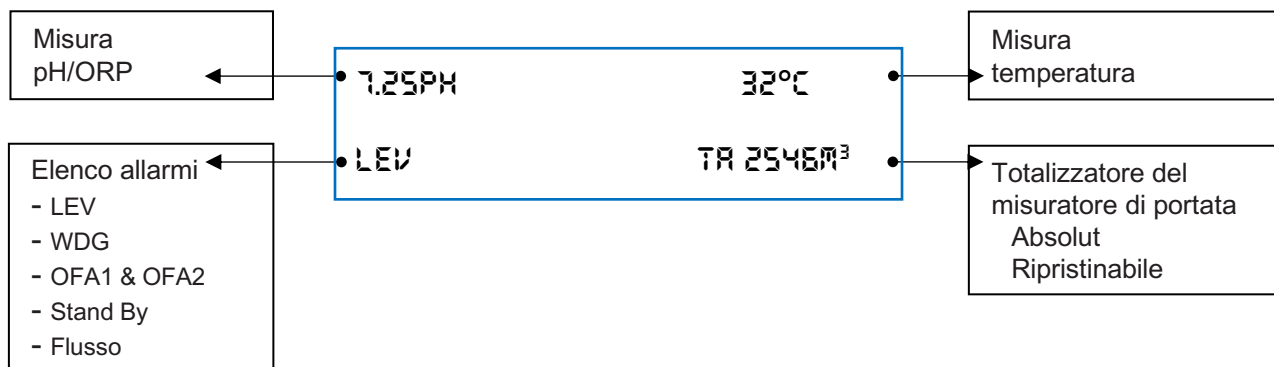 Misura
pH/ORP
7.25PH
32°C
Misura
temperatura
Elenco allarmi
- LEV
- WDG
- OFA1 & OFA2
- Stand By
- Flusso
LEV
TA 2546M³
Totalizzatore del
misuratore di portata
Absolut
Ripristinabile